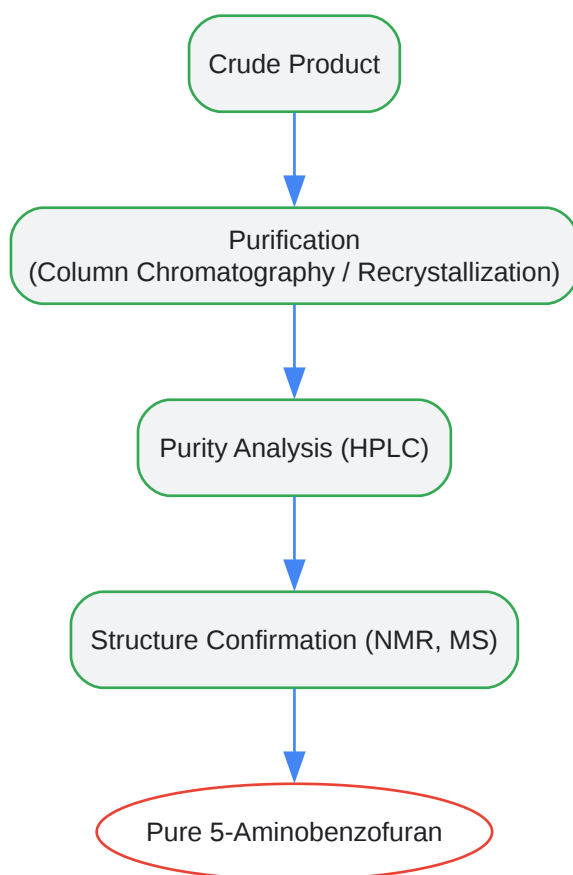 Crude Product
Purification
(Column Chromatography / Recrystallization)
Purity Analysis (HPLC)
Structure Confirmation (NMR, MS)
Pure 5-Aminobenzofuran